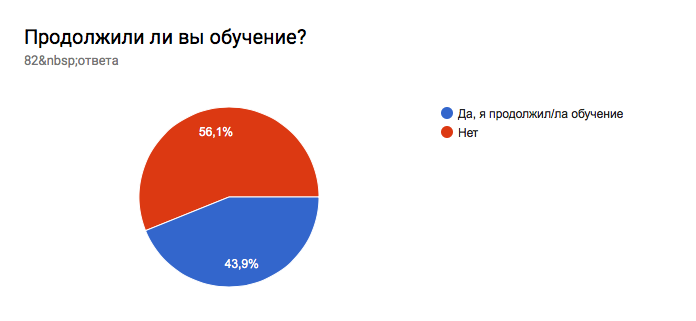 Продолжили ли вы обучение?
82&nbsp;ответа
Да, я продолжил/ла обучение
Нет
56,1%
43,9%